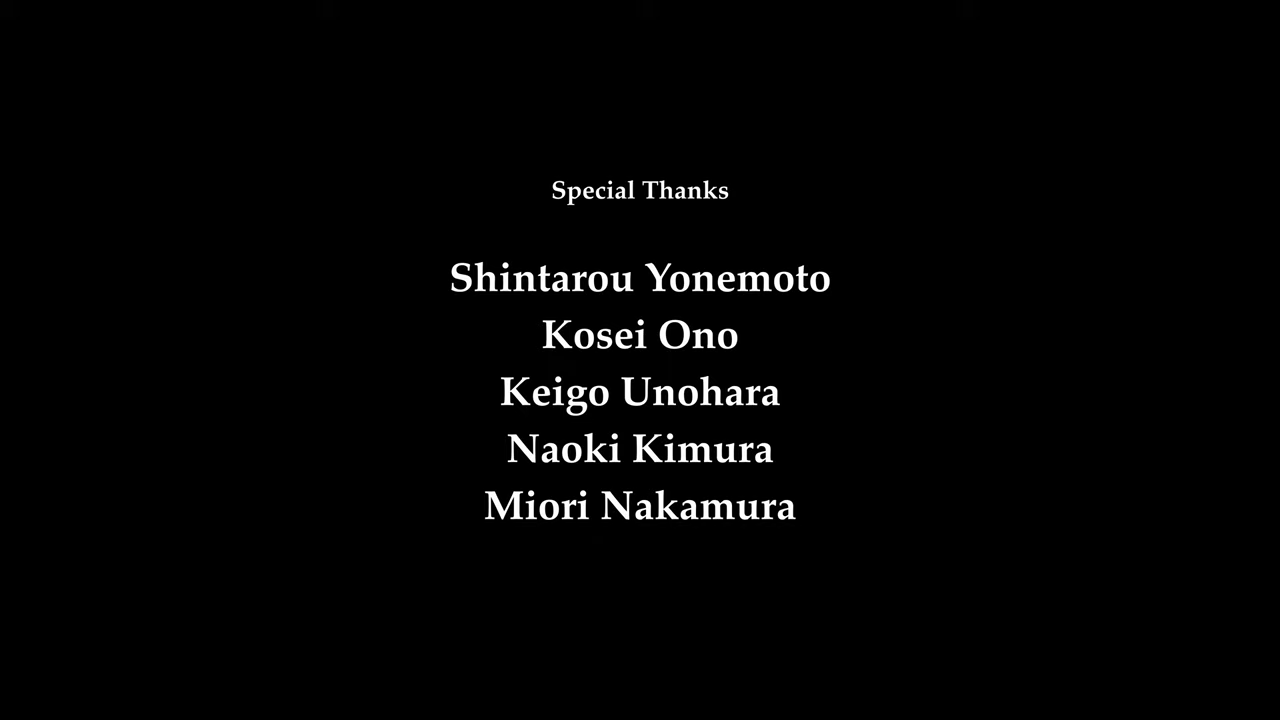 Special Thanks
Shintarou Yonemoto
Kosei Ono
Keigo Unohara
Naoki Kimura
Miori Nakamura